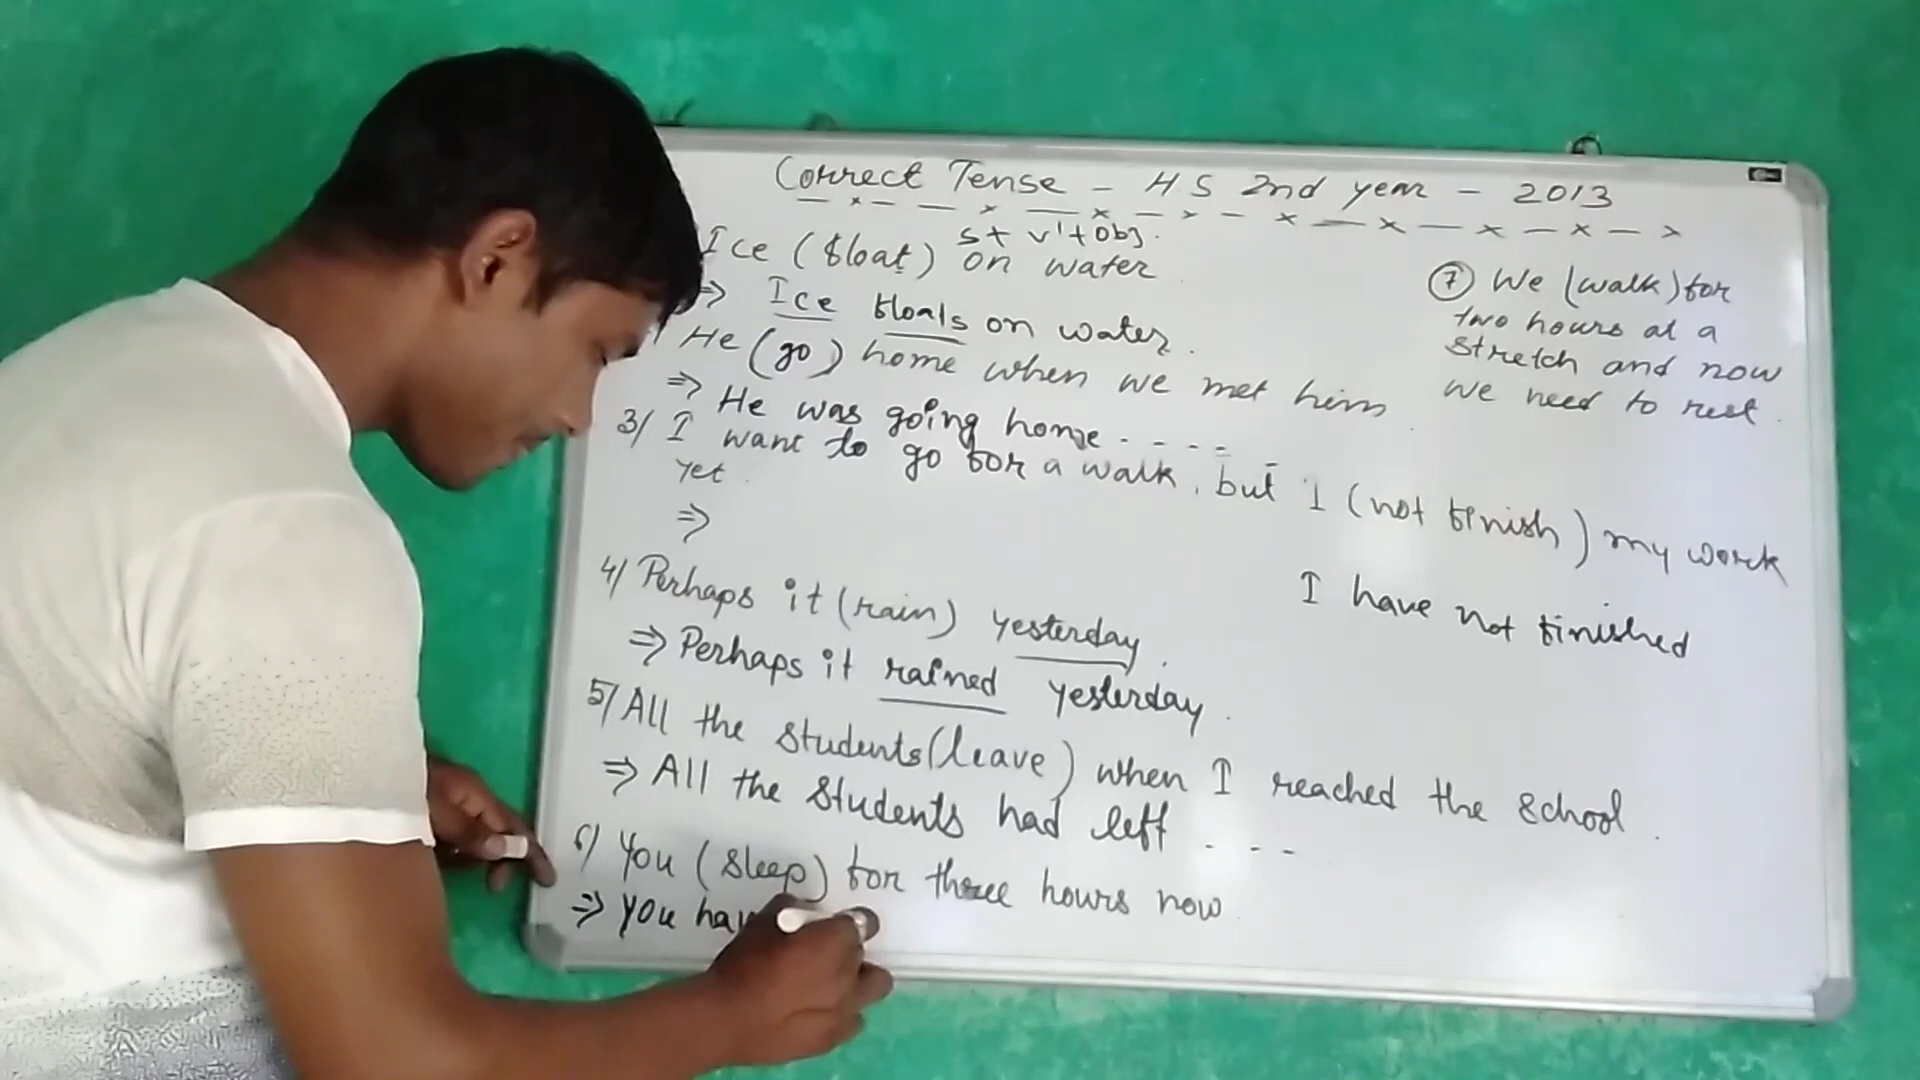 Correct Tense - H S 2nd year - 2013
S + V' + Obj.
Ice (float) on water
⇒ Ice floats on water.
He (go) home when we met him
⇒ He was going home - - - -
3/ I want to go for a walk, but I (not finish) my work
Yet.
⇒
I have not finished
4/ Perhaps it (rain) yesterday.
⇒ Perhaps it rained yesterday.
5/ All the students (leave) when I reached the school.
⇒ All the students had left - - -
6/ You (sleep) for three hours now.
⇒ You hav
⑦ We (walk) for
two hours at a
stretch and now
we need to rest.